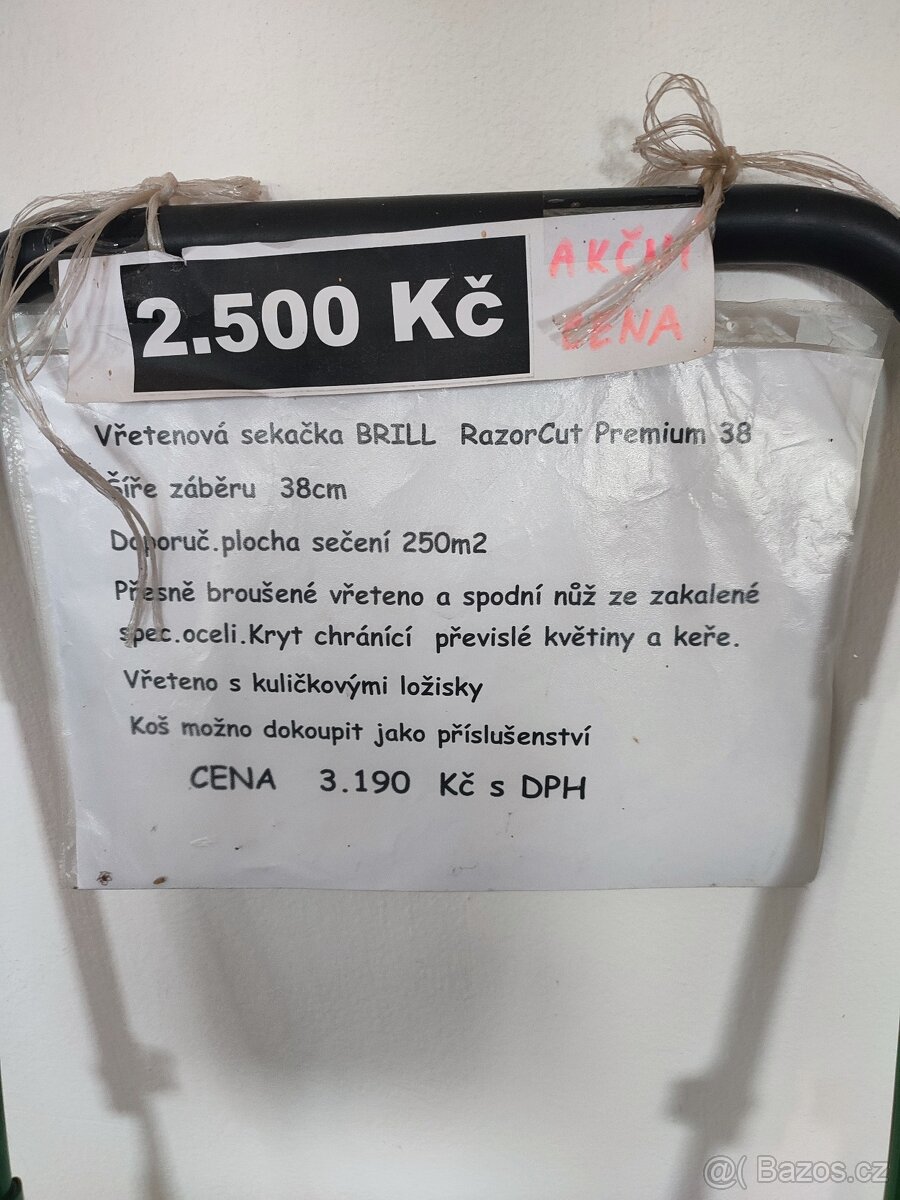 2.500 Kč
AKČNÍ
CENA
Vřetenová sekačka BRILL RazorCut Premium 38
Šíře záběru 38cm
Doporuč.plocha sečení 250m2
Přesně broušené vřeteno a spodní nůž ze zakalené
spec.oceli.Kryt chránící převislé květiny a keře.
Vřeteno s kuličkovými ložisky
Koš možno dokoupit jako příslušenství
CENA 3.190 Kč s DPH
@( Bazos.cz